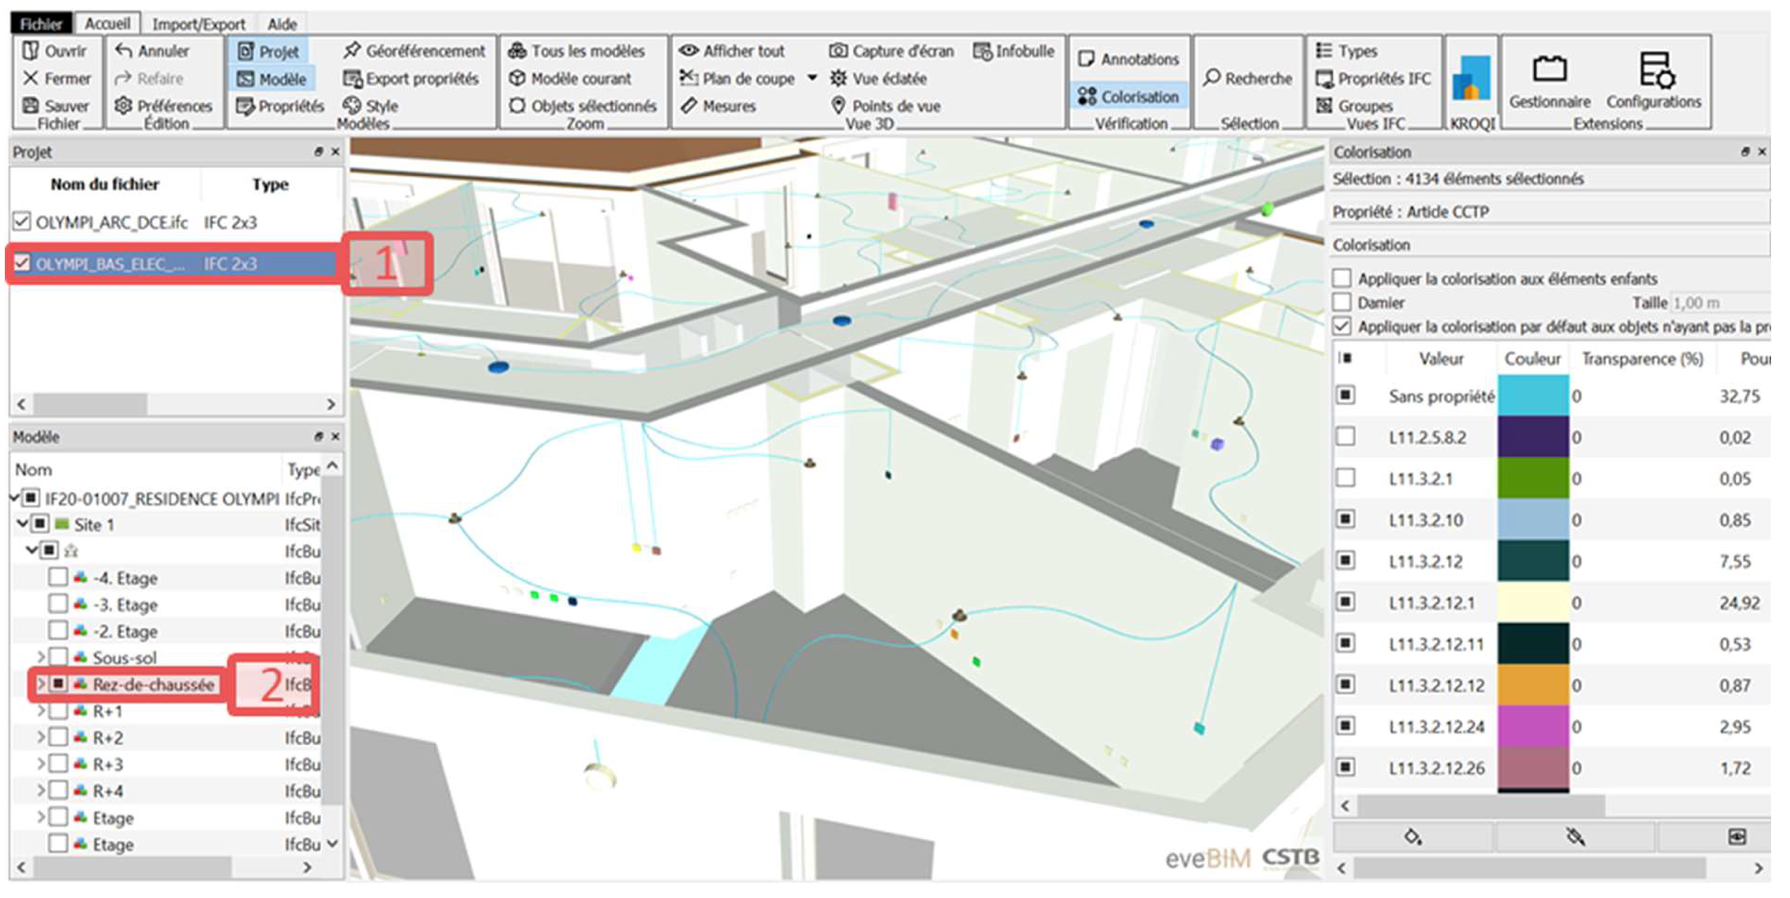 Fichier Accueil Import/Export Aide
Ouvrir
Fermer
Sauver
Fichier
Annuler
Refaire
Préférences
Édition
Projet
Modèle
Propriétés
Géoréférencement
Export propriétés
Style
Modèles
Tous les modèles
Modèle courant
Objets sélectionnés
Zoom
Afficher tout
Plan de coupe
Mesures
Capture d'écran
Vue éclatée
Points de vue
Infobulle
Vue 3D
Annotations
Colorisation
Vérification
Recherche
Sélection
Types
Propriétés IFC
Groupes
Vues IFC
KROQI
Gestionnaire
Configurations
Extensions
Projet
Nom du fichier Type
OLYMPI_ARC_DCE.ifc IFC 2x3
OLYMPI_BAS_ELEC_... IFC 2x3
1
Modèle
Nom Type
IF20-01007_RESIDENCE OLYMPI IfcPr
Site 1 IfcSit
IfcBu
-4. Etage IfcBu
-3. Etage IfcBu
-2. Etage IfcBu
Sous-sol
Rez-de-chaussée IfcB
2
R+1
R+2 IfcBu
R+3 IfcBu
R+4 IfcBu
Etage IfcBu
Etage IfcBu
eveBIM CSTB
Colorisation
Sélection : 4134 éléments sélectionnés
Propriété : Article CCTP
Colorisation
Appliquer la colorisation aux éléments enfants
Damier Taille 1,00 m
Appliquer la colorisation par défaut aux objets n'ayant pas la pr
Valeur Couleur Transparence (%) Pou
Sans propriété 0 32,75
L11.2.5.8.2 0 0,02
L11.3.2.1 0 0,05
L11.3.2.10 0 0,85
L11.3.2.12 0 7,55
L11.3.2.12.1 0 24,92
L11.3.2.12.11 0 0,53
L11.3.2.12.12 0 0,87
L11.3.2.12.24 0 2,95
L11.3.2.12.26 0 1,72